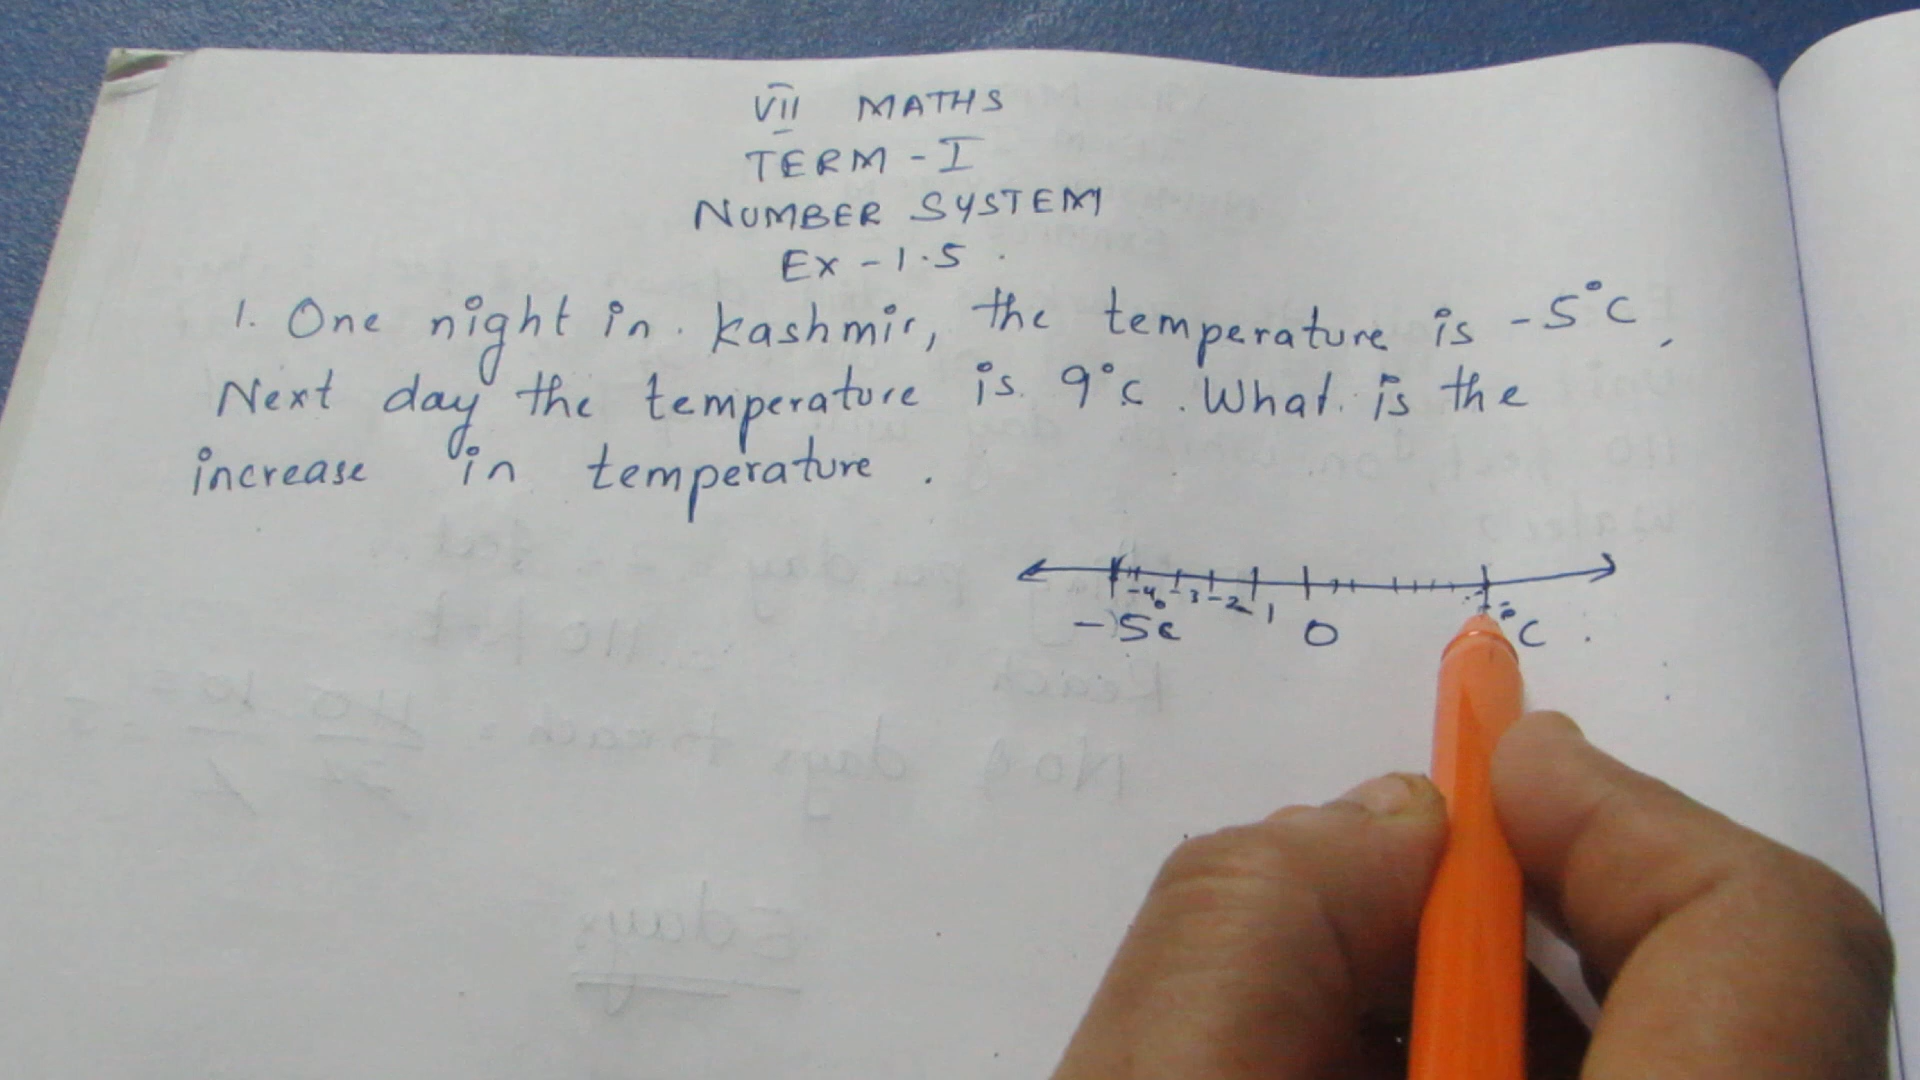 VII MATHS
TERM - I
NUMBER SYSTEM
Ex - 1.5
1. One night in kashmir, the temperature is -5°C.
Next day the temperature is 9°C. What is the
increase in temperature.
-4 -3 -2 -1
-5°C 0 °C